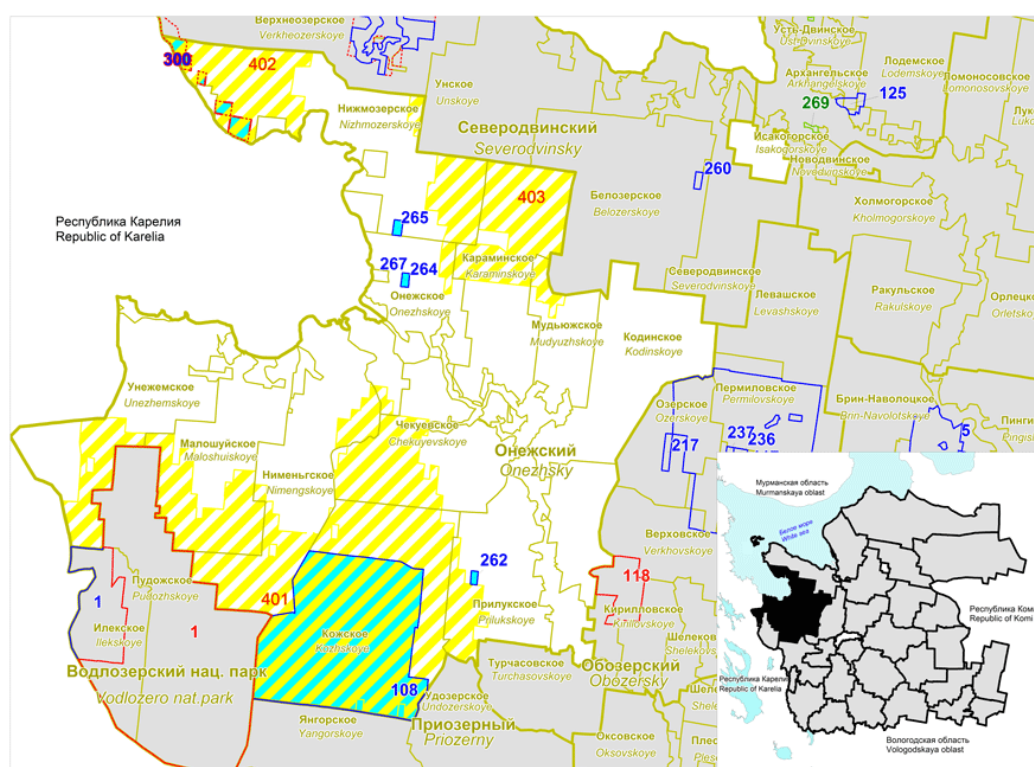 Верхнеозерское
Verkheozerskoye
300
402
Унское
Unskoye
Нижмозерское
Nizhmozerskoye
Северодвинский
Severodvinsky
Усть-Двинское
Ust-Dvinskoye
Архангельское
Arkhangelskoye
Лодемское
Lodemskoye
Ломоносовское
Lomonosovskoye
269
125
Исакогорское
Isakogorskoye
Новодвинское
Novodvinskoye
260
Белозерское
Belozerskoye
403
Холмогорское
Kholmogorskoye
Республика Карелия
Republic of Karelia
265
267 264
Онежское
Onezhskoye
Караминское
Karaminskoye
Северодвинское
Severodvinskoye
Левашское
Levashskoye
Ракульское
Rakulskoye
Мудьюжское
Mudyuzhskoye
Кодинское
Kodinskoye
Унежемское
Unezhemskoye
Малошуйское
Maloshuiskoye
Чекуевское
Chekuyevskoye
Нименьгское
Nimengskoye
Онежский
Onezhsky
Озерское
Ozerskoye
Пермиловское
Permilovskoye
Брин-Наволоцкое
Brin-Navolotskoye
217
237
236
5
262
Верховское
Verkhovskoye
118
Кирилловское
Kirillovskoye
Прилукское
Prilukskoye
Пудожское
Pudozhskoye
1
Илекское
Ilekskoye
1
401
Кожское
Kozhskoye
108
Водлозерский нац. парк
Vodlozero nat.park
Турчасовское
Turchasovskoye
Обозерский
Obozersky
Удозерское
Undozerskoye
Янгорское
Yangorskoye
Приозерный
Priozerny
Оксовское
Oksovskoye
Мурманская область
Murmanskaya oblast
Белое море
White sea
Республика Карели
Republic of Karelia
Республика Ком
Republic of Komi
Вологодская область
Vologodskaya oblast